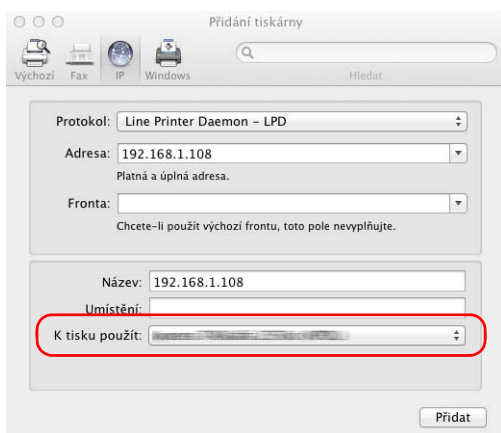 Přidání tiskárny
Výchozí Fax IP Windows Hledat
Protokol: Line Printer Daemon – LPD
Adresa: 192.168.1.108
Platná a úplná adresa.
Fronta:
Chcete-li použít výchozí frontu, toto pole nevyplňujte.
Název: 192.168.1.108
Umístění:
K tisku použít:
Přidat